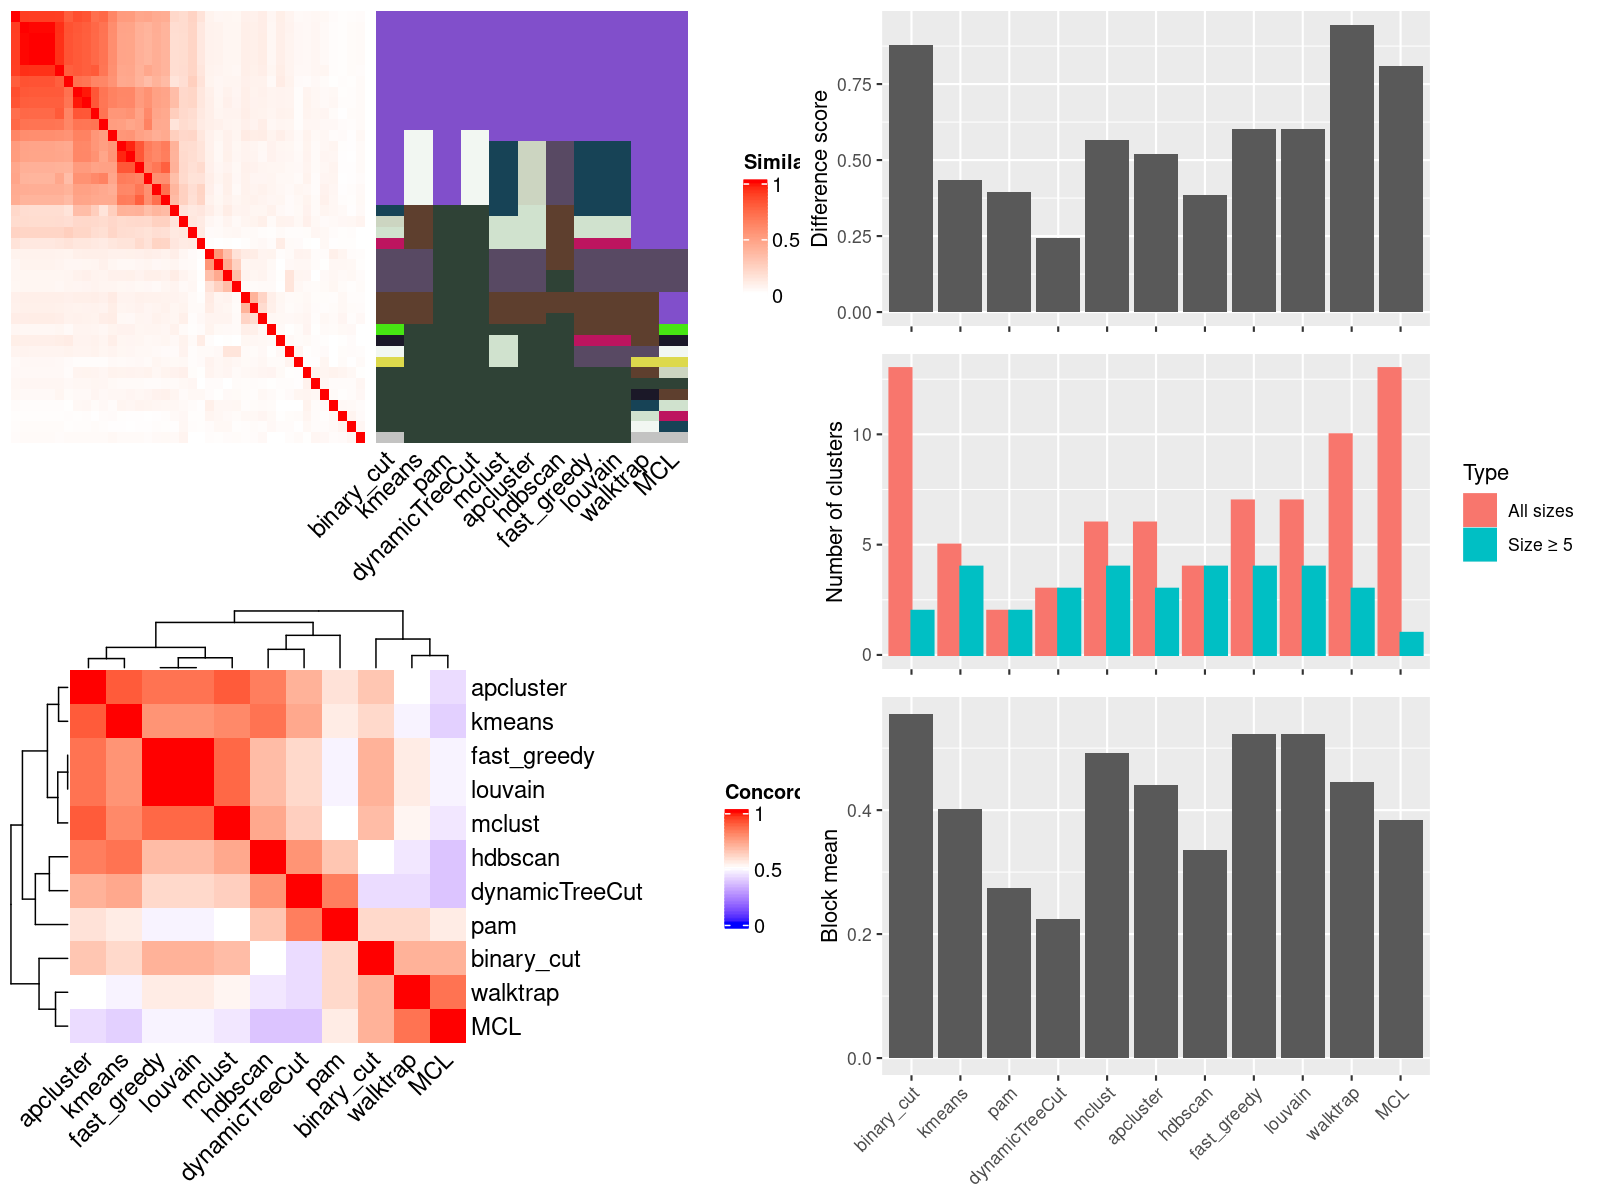 Simila
1
0.5
0
binary_cut
kmeans
pam
dynamicTreeCut
mclust
apcluster
hdbscan
fast_greedy
louvain
walktrap
MCL
Difference score
0.75
0.50
0.25
0.00
Number of clusters
10
5
0
Type
All sizes
Size ≥ 5
apcluster
kmeans
fast_greedy
louvain
mclust
hdbscan
dynamicTreeCut
pam
binary_cut
walktrap
MCL
apcluster
kmeans
fast_greedy
louvain
mclust
hdbscan
dynamicTreeCut
pam
binary_cut
walktrap
MCL
Concord
1
0.5
0
Block mean
0.4
0.2
0.0
binary_cut
kmeans
pam
dynamicTreeCut
mclust
apcluster
hdbscan
fast_greedy
louvain
walktrap
MCL